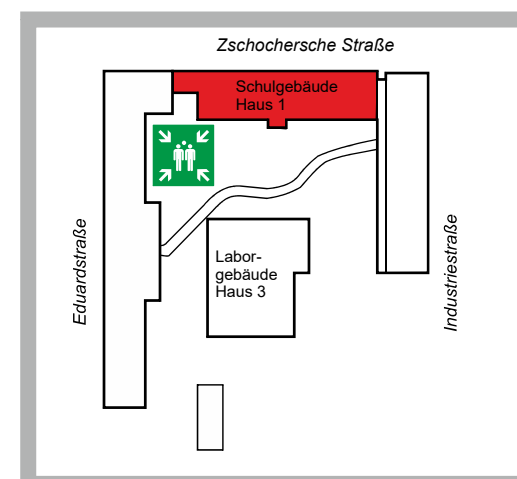 Zschochersche Straße
Schulgebäude
Haus 1
Eduardstraße
Labor-
gebäude
Haus 3
Industriestraße